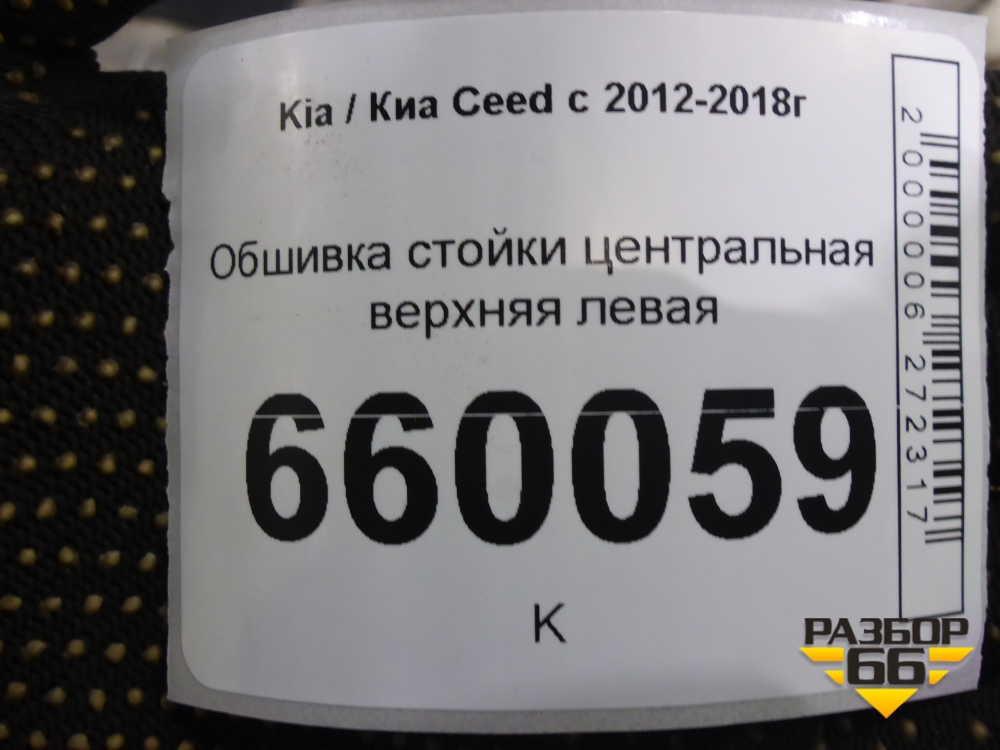 Kia / Киа Ceed с 2012-2018г
Обшивка стойки центральная
верхняя левая
660059
К
2000006272317
РАЗБОР
66